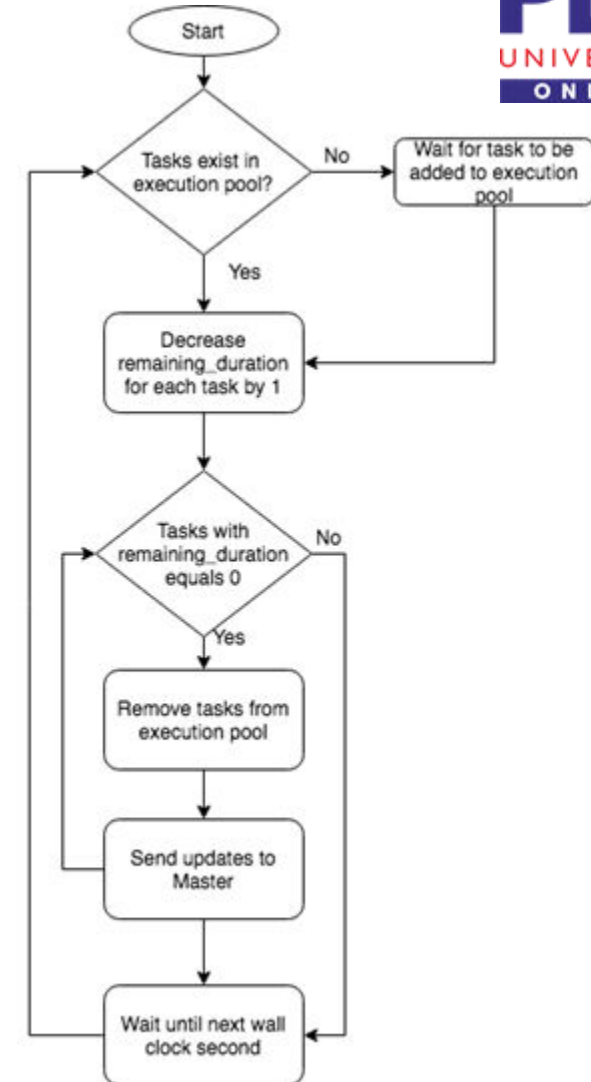 Start
UNIVE
ONL
Tasks exist in
execution pool?
No
Wait for task to be
added to execution
pool
Yes
Decrease
remaining_duration
for each task by 1
Tasks with
remaining_duration
equals 0
No
Yes
Remove tasks from
execution pool
Send updates to
Master
Wait until next wall
clock second